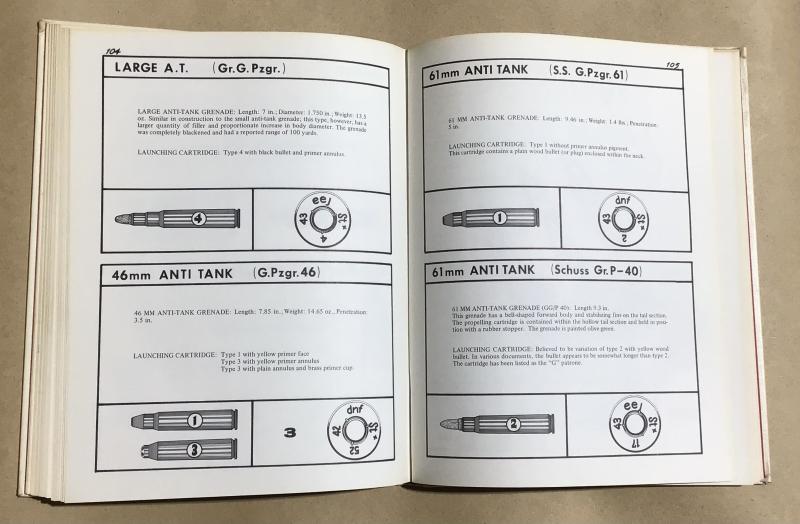 104
LARGE A.T. (Gr.G.Pzgr.)
LARGE ANTI-TANK GRENADE: Length: 7 in.; Diameter: 1.750 in.; Weight: 13.5
oz. Similar in construction to the small anti-tank grenade; this type, however, has a
larger quantity of filler and proportionate increase in body diameter. The grenade
was completely blackened and had a reported range of 100 yards.
LAUNCHING CARTRIDGE: Type 4 with black bullet and primer annulus.
4
ee
43
St +
4
46mm ANTI TANK (G.Pzgr.46)
46 MM ANTI-TANK GRENADE: Length: 7.85 in.; Weight: 14.65 oz., Penetration:
3.5 in.
LAUNCHING CARTRIDGE: Type 1 with yellow primer face
Type 3 with yellow primer annulus
Type 3 with plain annulus and brass primer cup.
1
3
3
dnf
42
St +
52
105
61mm ANTI TANK (S.S. G.Pzgr.61)
61 MM ANTI-TANK GRENADE: Length: 9.46 in.; Weight: 1.4 lbs.; Penetration:
5 in.
LAUNCHING CARTRIDGE: Type 1 without primer annulus pigment.
This cartridge contains a plain wood bullet (or plug) enclosed within the neck.
1
dnf
43
St +
2
61mm ANTI TANK (Schuss Gr.P-40)
61 MM ANTI-TANK GRENADE (GG/P 40): Length 9.3 in.
This grenade has a bell-shaped forward body and stabilizing fins on the tail section.
The propelling cartridge is contained within the hollow tail section and held in posi-
tion with a rubber stopper. The grenade is painted olive green.
LAUNCHING CARTRIDGE: Believed to be variation of type 2 with yellow wood
bullet. In various documents, the bullet appears to be somewhat longer than type 2.
The cartridge has been listed as the "G" patrone.
2
ee
43
St +
17